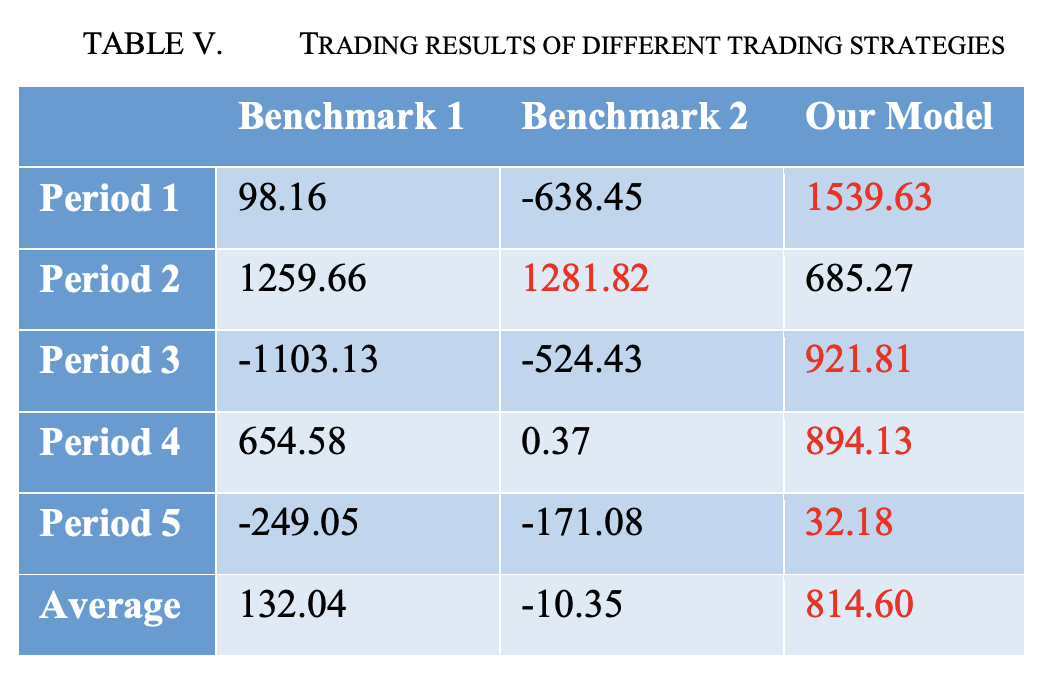 TABLE V. TRADING RESULTS OF DIFFERENT TRADING STRATEGIES
Benchmark 1 Benchmark 2 Our Model
Period 1 98.16 -638.45 1539.63
Period 2 1259.66 1281.82 685.27
Period 3 -1103.13 -524.43 921.81
Period 4 654.58 0.37 894.13
Period 5 -249.05 -171.08 32.18
Average 132.04 -10.35 814.60